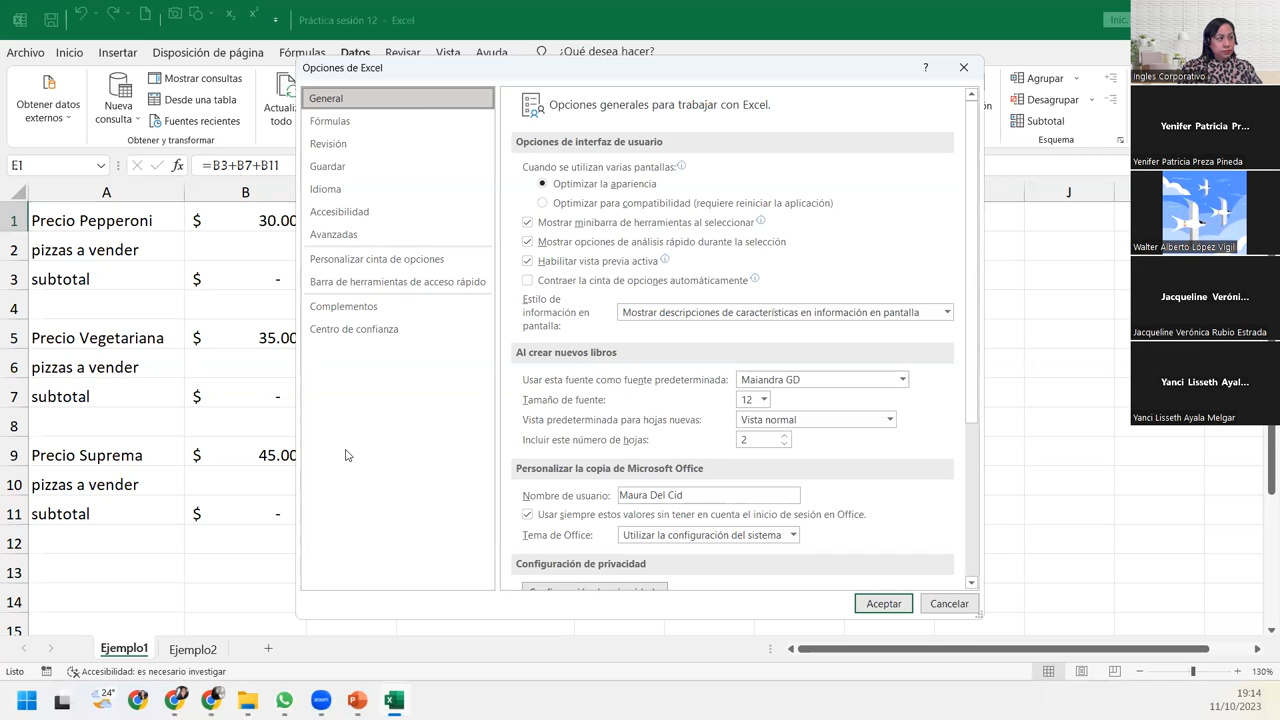 Práctica sesión 12 - Excel
Inic
Archivo Inicio Insertar Disposición de página Fórmulas Datos Revisar Vista Ayuda ¿Qué desea hacer?
Obtener datos externos
Nueva consulta
Mostrar consultas
Desde una tabla
Fuentes recientes
Obtener y transformar
Agrupar
Desagrupar
Subtotal
Esquema
E1
fx
=B3+B7+B11
A B J
1 Precio Pepperoni $ 30.00
2 pizzas a vender
3 subtotal $ -
4
5 Precio Vegetariana $ 35.00
6 pizzas a vender
7 subtotal $ -
8
9 Precio Suprema $ 45.00
10 pizzas a vender
11 subtotal $ -
12
13
14
15
Opciones de Excel
?
General
Fórmulas
Revisión
Guardar
Idioma
Accesibilidad
Avanzadas
Personalizar cinta de opciones
Barra de herramientas de acceso rápido
Complementos
Centro de confianza
Opciones generales para trabajar con Excel.
Opciones de interfaz de usuario
Cuando se utilizan varias pantallas:
Optimizar la apariencia
Optimizar para compatibilidad (requiere reiniciar la aplicación)
Mostrar minibarra de herramientas al seleccionar
Mostrar opciones de análisis rápido durante la selección
Habilitar vista previa activa
Contraer la cinta de opciones automáticamente
Estilo de información en pantalla:
Mostrar descripciones de características en información en pantalla
Al crear nuevos libros
Usar esta fuente como fuente predeterminada: Maiandra GD
Tamaño de fuente: 12
Vista predeterminada para hojas nuevas: Vista normal
Incluir este número de hojas: 2
Personalizar la copia de Microsoft Office
Nombre de usuario: Maura Del Cid
Usar siempre estos valores sin tener en cuenta el inicio de sesión en Office.
Tema de Office: Utilizar la configuración del sistema
Configuración de privacidad
Aceptar
Cancelar
Ingles Corporativo
Yenifer Patricia Pr...
Yenifer Patricia Preza Pineda
Walter Alberto López Vigil
Jacqueline Veróni...
Jacqueline Verónica Rubio Estrada
Yanci Lisseth Ayal...
Yanci Lisseth Ayala Melgar
Ejemplo1 Ejemplo2
Listo
Accesibilidad: es necesario investigar
130%
24°
zoom
19:14
11/10/2023